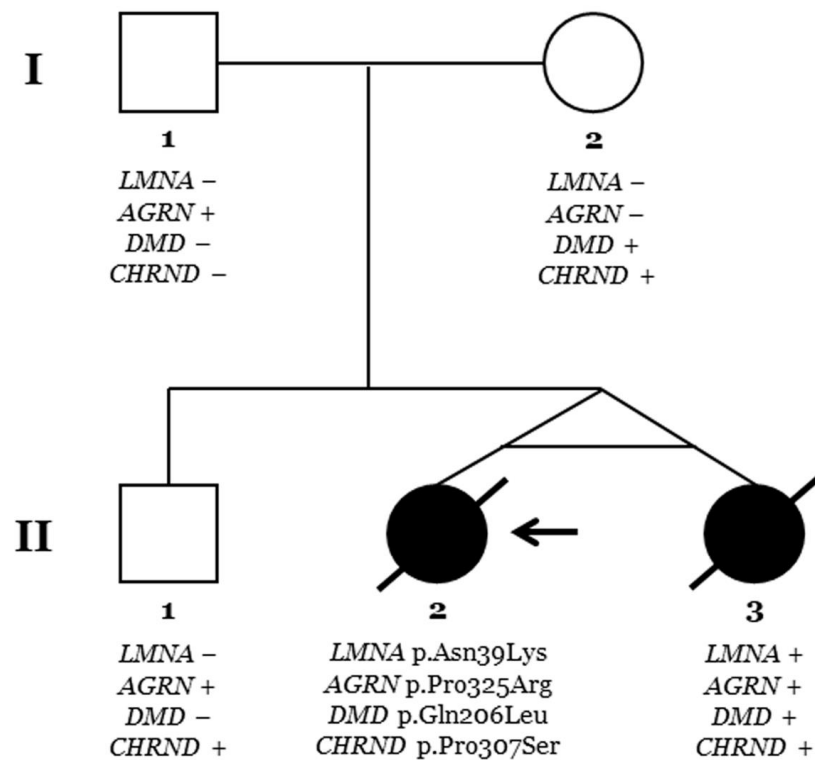 I
1
LMNA –
AGRN +
DMD –
CHRND –
2
LMNA –
AGRN –
DMD +
CHRND +
II
1
LMNA –
AGRN +
DMD –
CHRND +
2
LMNA p.Asn39Lys
AGRN p.Pro325Arg
DMD p.Gln206Leu
CHRND p.Pro307Ser
3
LMNA +
AGRN +
DMD +
CHRND +